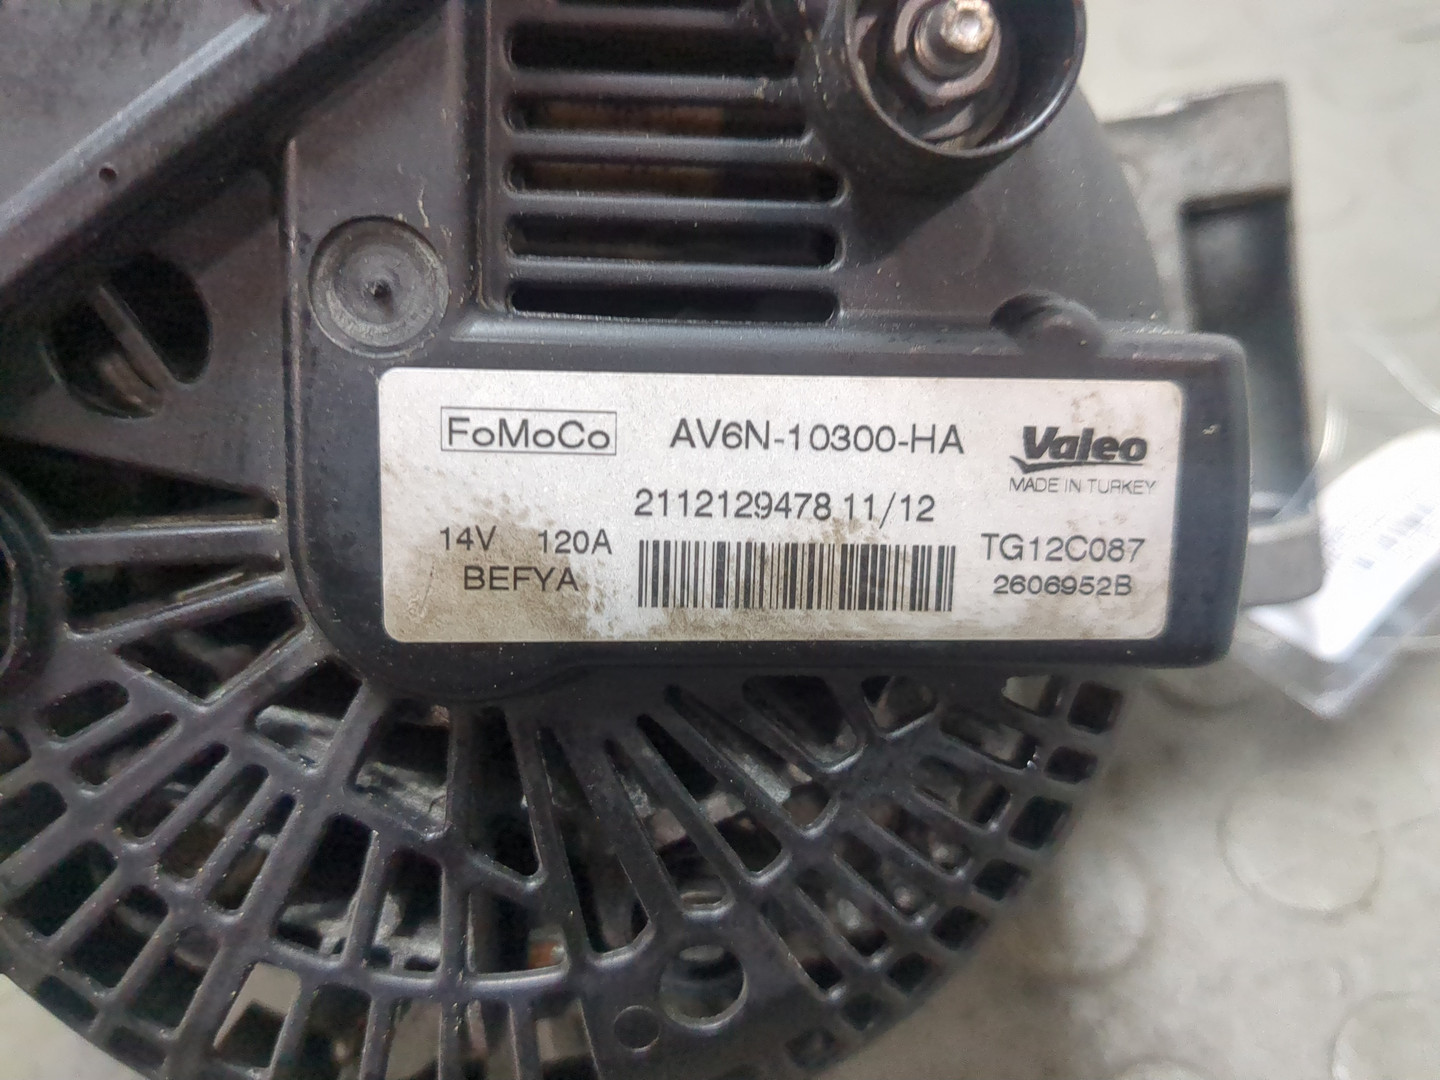 FoMoCo AV6N-10300-HA Valeo
MADE IN TURKEY
2112129478 11/12
14V 120A
BEFYA
TG12C087
2606952B